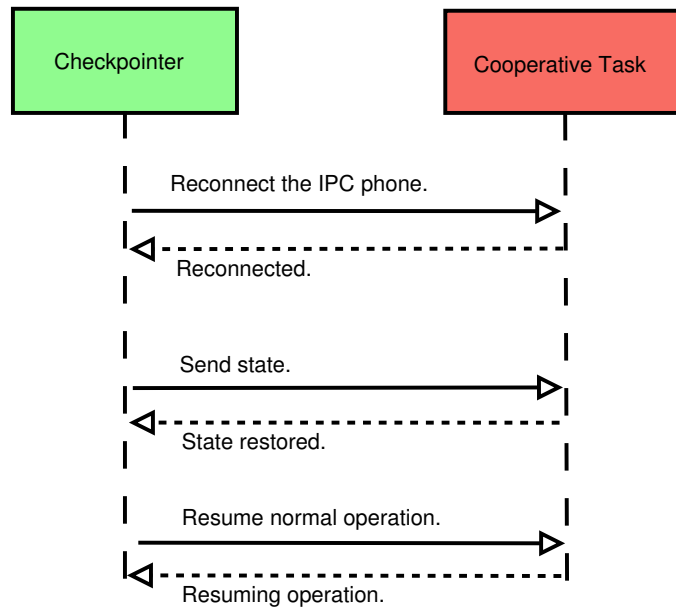 Checkpointer
Cooperative Task
Reconnect the IPC phone.
Reconnected.
Send state.
State restored.
Resume normal operation.
Resuming operation.